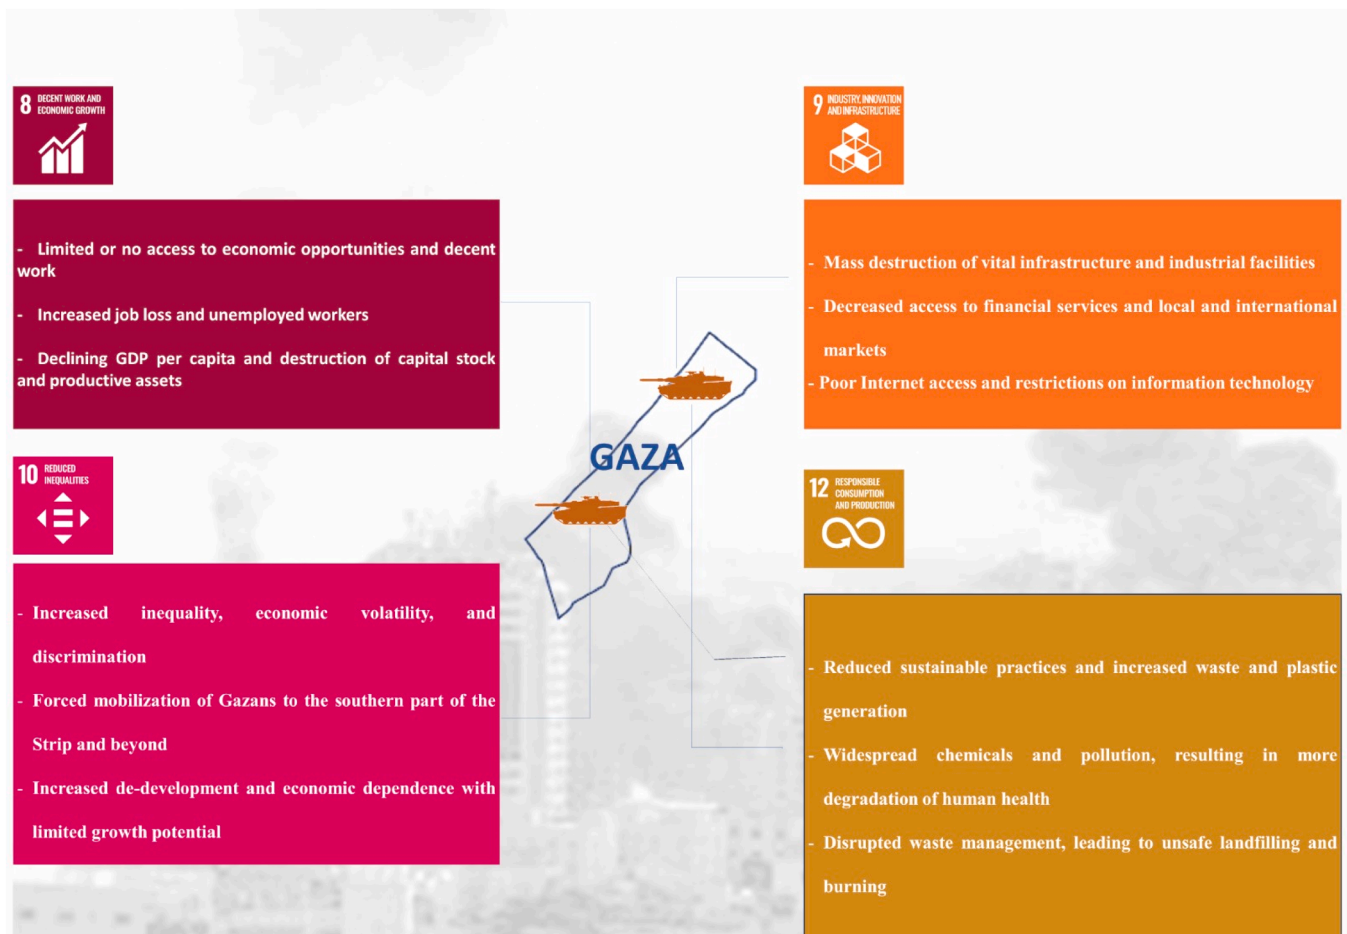 8 DECENT WORK AND
ECONOMIC GROWTH
- Limited or no access to economic opportunities and decent
work
- Increased job loss and unemployed workers
- Declining GDP per capita and destruction of capital stock
and productive assets
9 INDUSTRY, INNOVATION
AND INFRASTRUCTURE
- Mass destruction of vital infrastructure and industrial facilities
- Decreased access to financial services and local and international
markets
- Poor Internet access and restrictions on information technology
GAZA
10 REDUCED
INEQUALITIES
- Increased inequality, economic volatility, and
discrimination
- Forced mobilization of Gazans to the southern part of the
Strip and beyond
- Increased de-development and economic dependence with
limited growth potential
12 RESPONSIBLE
CONSUMPTION
AND PRODUCTION
- Reduced sustainable practices and increased waste and plastic
generation
- Widespread chemicals and pollution, resulting in more
degradation of human health
- Disrupted waste management, leading to unsafe landfilling and
burning